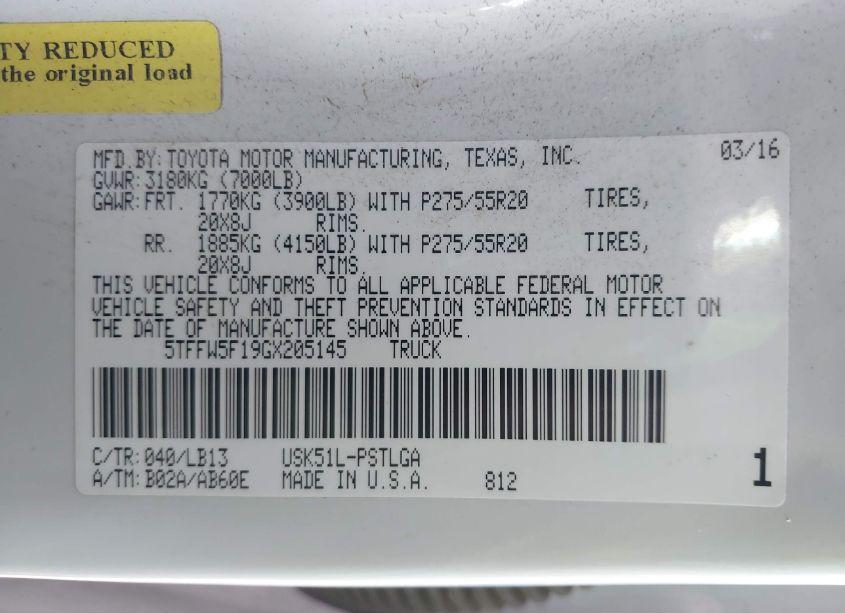 TY REDUCED
the original load
MFD.BY: TOYOTA MOTOR MANUFACTURING, TEXAS, INC. 03/16
GVWR: 3180KG (7000LB)
GAWR: FRT. 1770KG (3900LB) WITH P275/55R20 TIRES,
20X8J RIMS.
RR. 1885KG (4150LB) WITH P275/55R20 TIRES,
20X8J RIMS.
THIS VEHICLE CONFORMS TO ALL APPLICABLE FEDERAL MOTOR
VEHICLE SAFETY AND THEFT PREVENTION STANDARDS IN EFFECT ON
THE DATE OF MANUFACTURE SHOWN ABOVE.
5TFFW5F19GX205145 TRUCK
C/TR: 040/LB13 USK51L-PSTLGA
A/TM: B02A/AB60E MADE IN U.S.A. 812 1